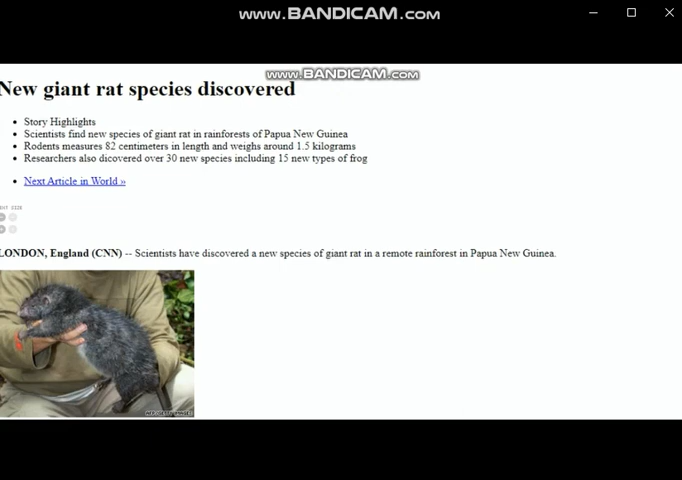 www.BANDICAM.com
www.BANDICAM.com
New giant rat species discovered
Story Highlights
Scientists find new species of giant rat in rainforests of Papua New Guinea
Rodents measures 82 centimeters in length and weighs around 1.5 kilograms
Researchers also dicovered over 30 new species including 15 new types of frog
Next Article in World »
LONDON, England (CNN) -- Scientists have discovered a new species of giant rat in a remote rainforest in Papua New Guinea.